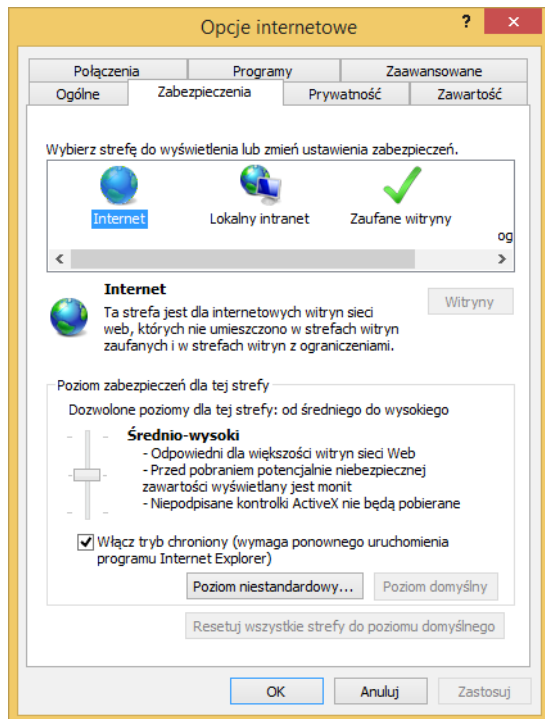 Opcje internetowe
?
Połączenia
Programy
Zaawansowane
Ogólne
Zabezpieczenia
Prywatność
Zawartość
Wybierz strefę do wyświetlenia lub zmień ustawienia zabezpieczeń.
Internet
Lokalny intranet
Zaufane witryny
og
Internet
Ta strefa jest dla internetowych witryn sieci
web, których nie umieszczono w strefach witryn
zaufanych i w strefach witryn z ograniczeniami.
Witryny
Poziom zabezpieczeń dla tej strefy
Dozwolone poziomy dla tej strefy: od średniego do wysokiego
Średnio-wysoki
- Odpowiedni dla większości witryn sieci Web
- Przed pobraniem potencjalnie niebezpiecznej
zawartości wyświetlany jest monit
- Niepodpisane kontrolki ActiveX nie będą pobierane
Włącz tryb chroniony (wymaga ponownego uruchomienia
programu Internet Explorer)
Poziom niestandardowy...
Poziom domyślny
Resetuj wszystkie strefy do poziomu domyślnego
OK
Anuluj
Zastosuj